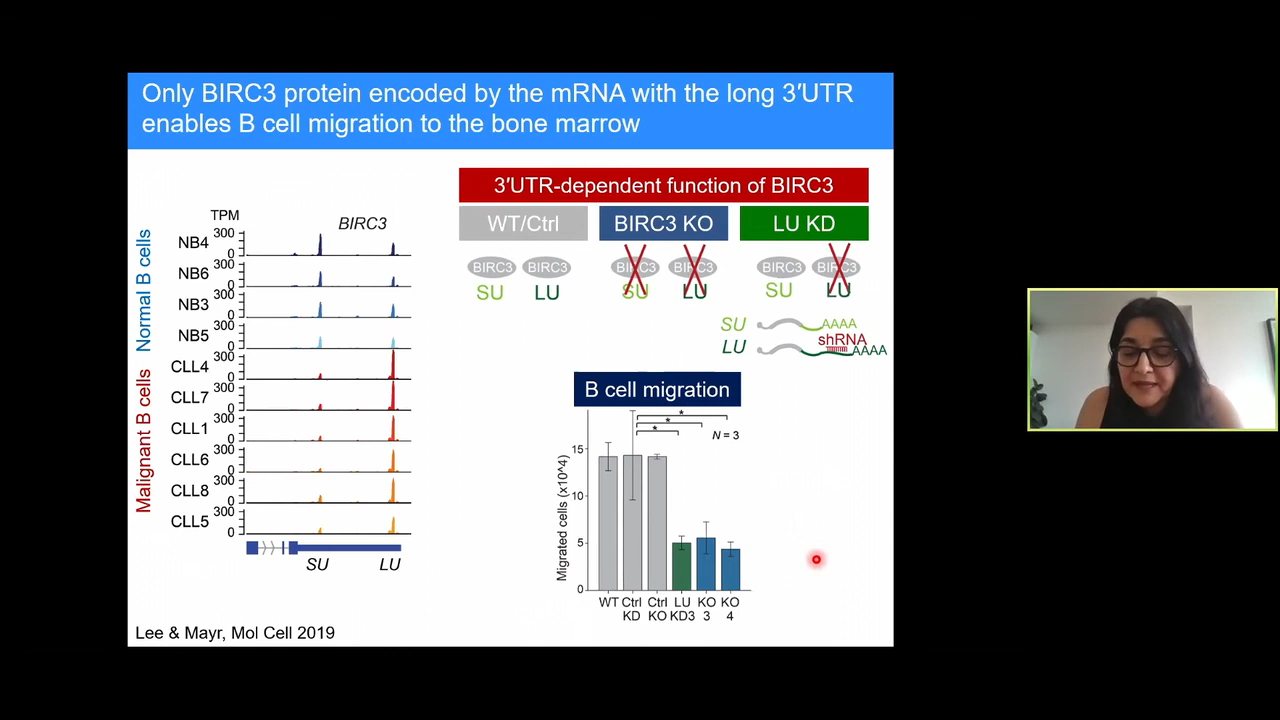 Only BIRC3 protein encoded by the mRNA with the long 3′UTR
enables B cell migration to the bone marrow
TPM
BIRC3
Normal B cells
Malignant B cells
NB4 300 0
NB6 300 0
NB3 300 0
NB5 300 0
CLL4 300 0
CLL7 300 0
CLL1 300 0
CLL6 300 0
CLL8 300 0
CLL5 300 0
SU LU
3′UTR-dependent function of BIRC3
WT/Ctrl BIRC3 KO LU KD
BIRC3 BIRC3 BIRC3 BIRC3 BIRC3 BIRC3
SU LU SU LU SU LU
SU AAAA
shRNA
LU AAAA
B cell migration
* * *
N = 3
Migrated cells (x10^4)
15
10
5
0
WT Ctrl Ctrl LU KO KO
KD KO KD3 3 4
Lee & Mayr, Mol Cell 2019